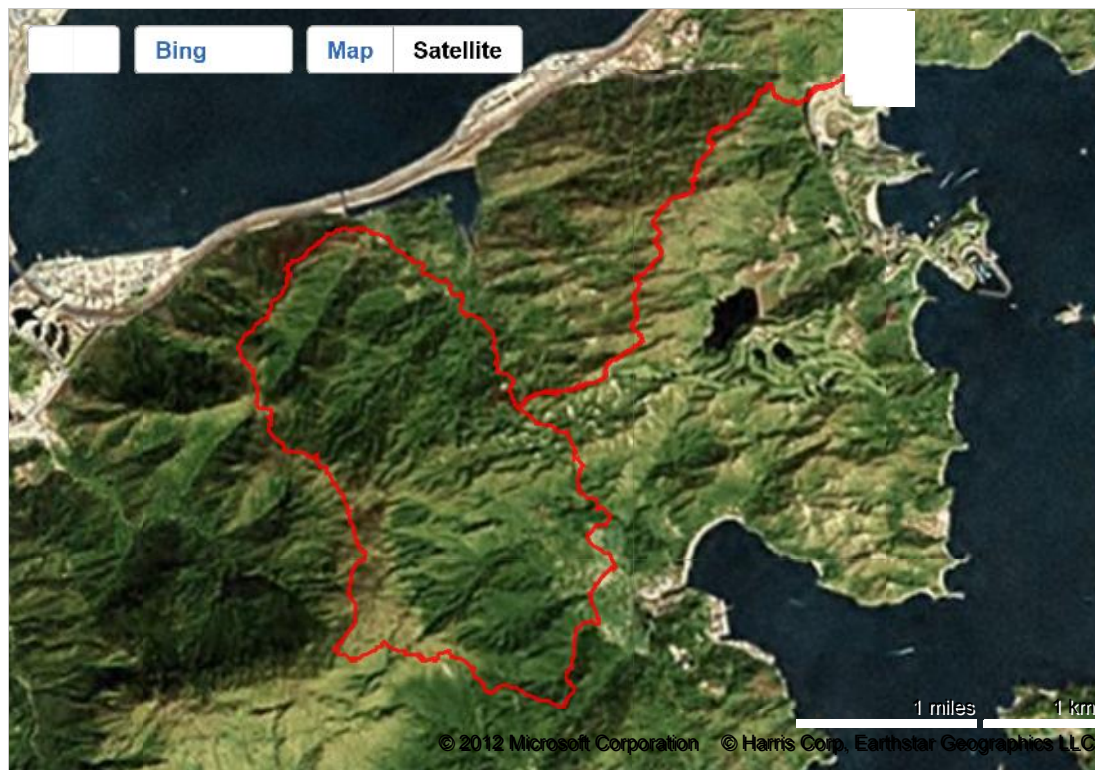 Bing Map Satellite
1 miles 1 km
© 2012 Microsoft Corporation © Harris Corp, Earthstar Geographics LLC